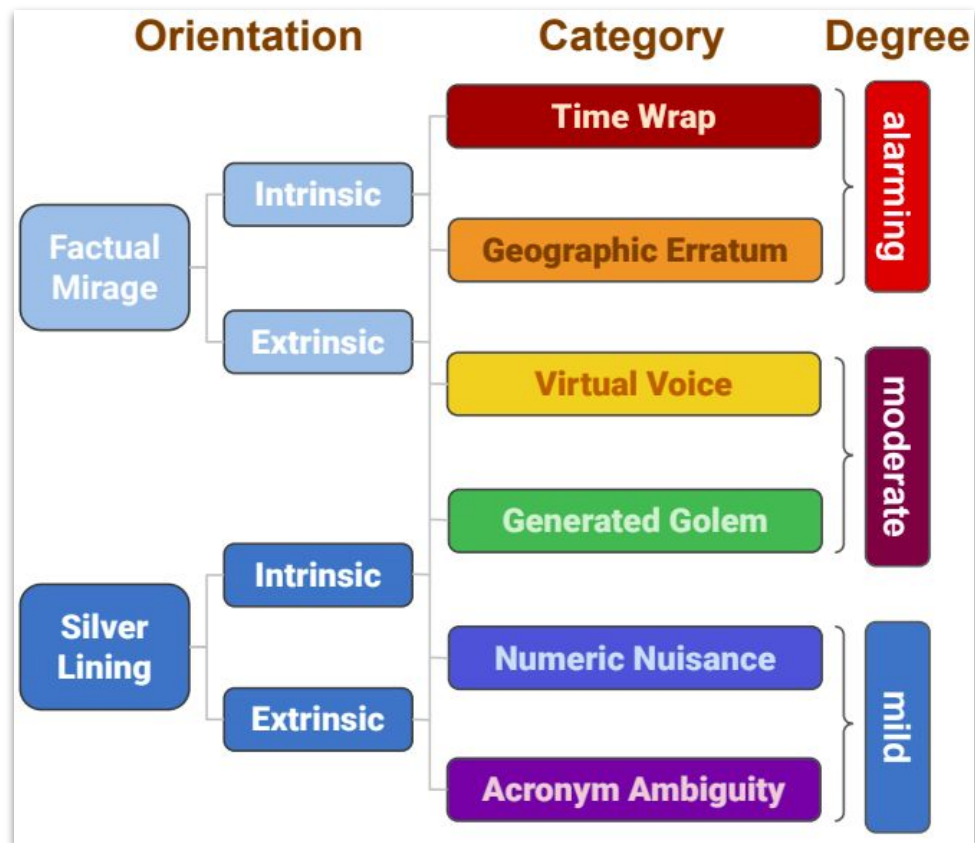 Orientation Category Degree
Time Wrap
alarming
Intrinsic
Factual
Mirage
Geographic Erratum
Extrinsic
Virtual Voice
moderate
Generated Golem
Intrinsic
Silver
Lining
Numeric Nuisance
mild
Extrinsic
Acronym Ambiguity